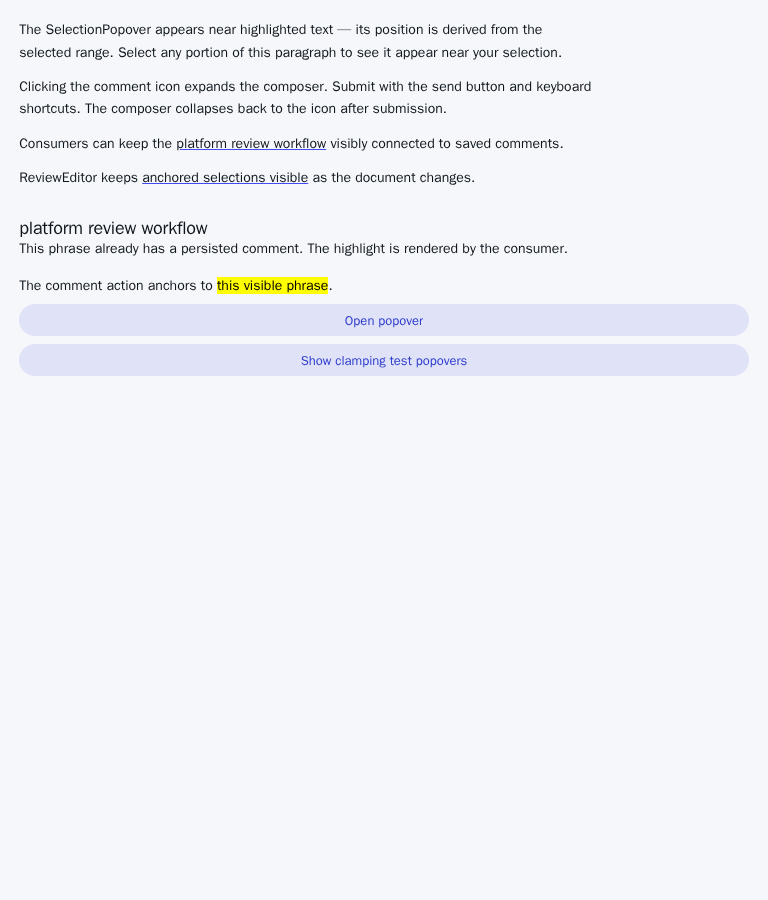 The SelectionPopover appears near highlighted text — its position is derived from the
selected range. Select any portion of this paragraph to see it appear near your selection.
Clicking the comment icon expands the composer. Submit with the send button and keyboard
shortcuts. The composer collapses back to the icon after submission.
Consumers can keep the platform review workflow visibly connected to saved comments.
ReviewEditor keeps anchored selections visible as the document changes.
platform review workflow
This phrase already has a persisted comment. The highlight is rendered by the consumer.
The comment action anchors to this visible phrase.
Open popover
Show clamping test popovers